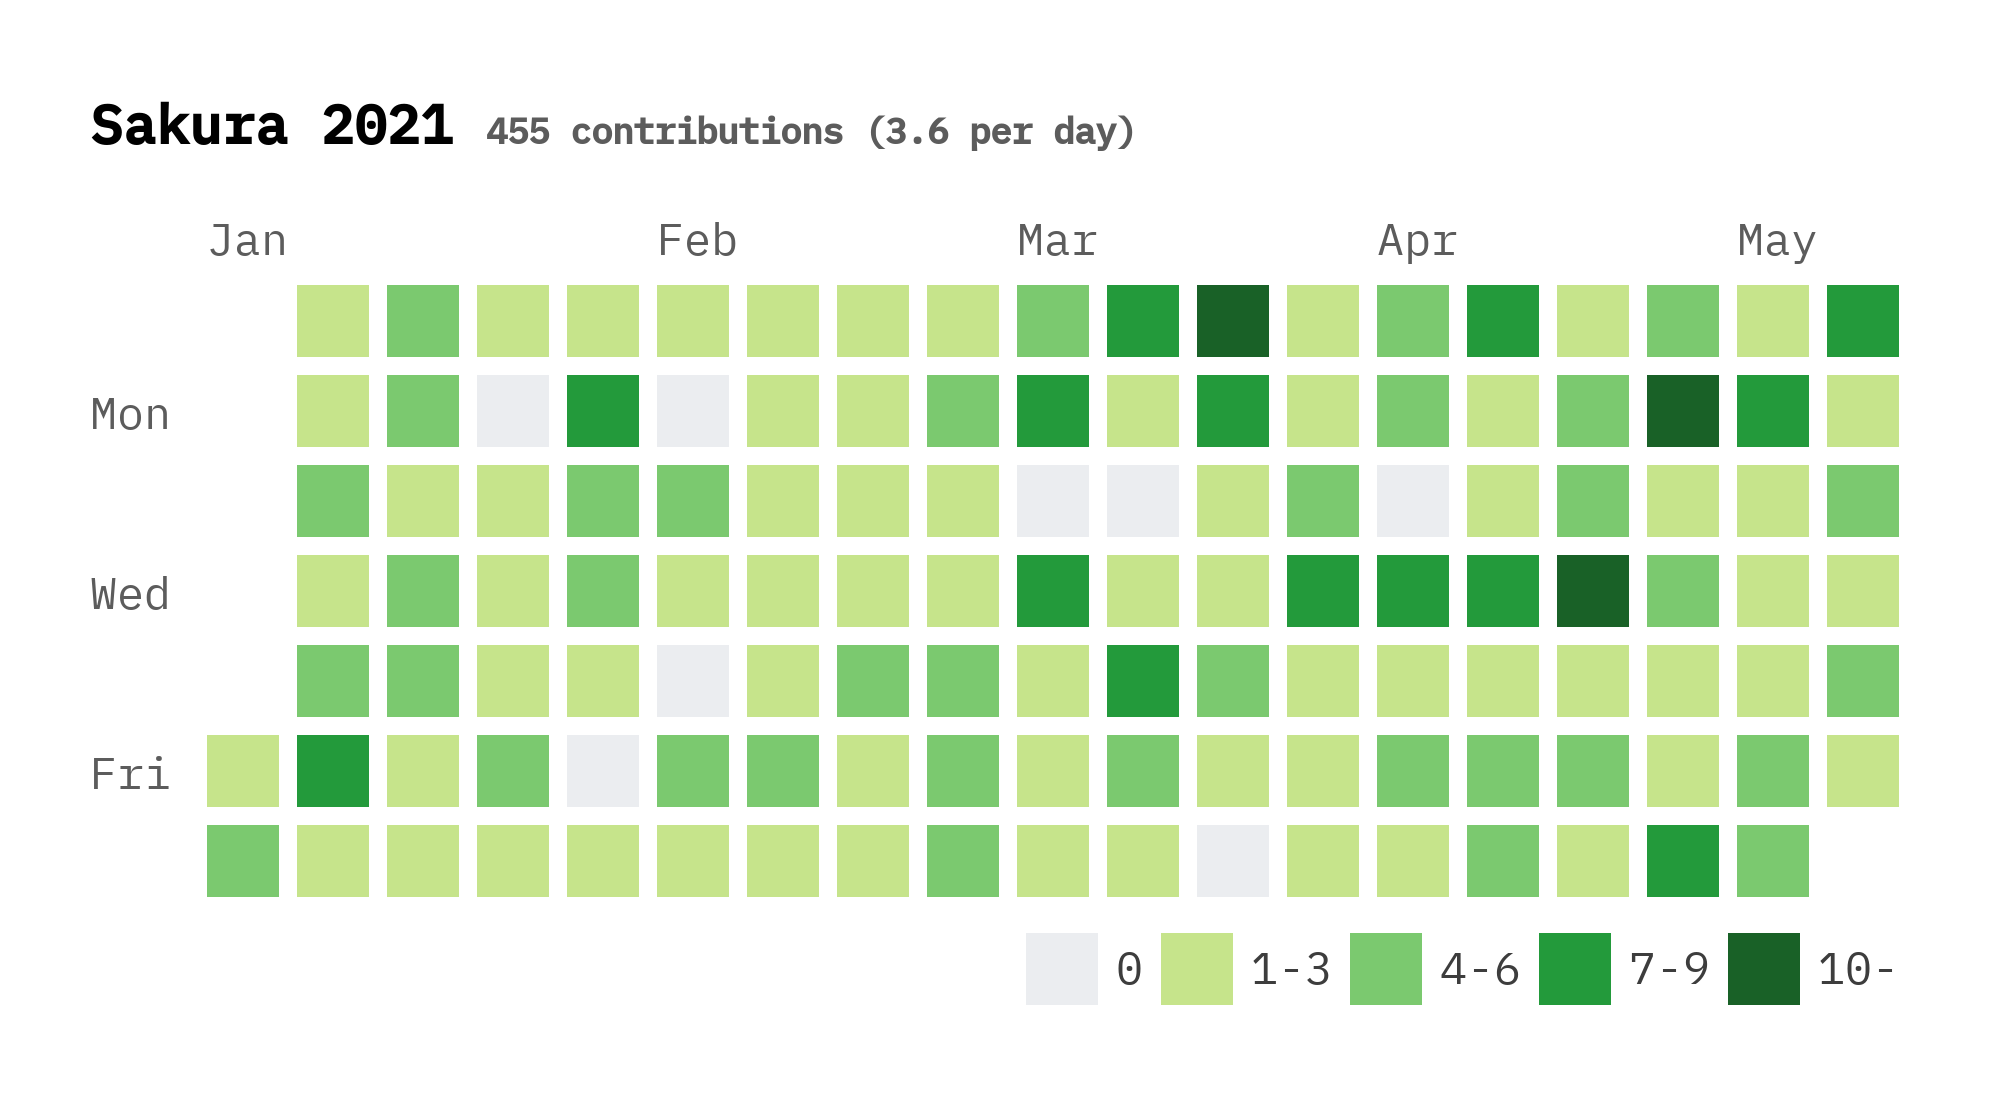 Sakura 2021 455 contributions (3.6 per day)
Jan Feb Mar Apr May
Mon
Wed
Fri
0 1-3 4-6 7-9 10-